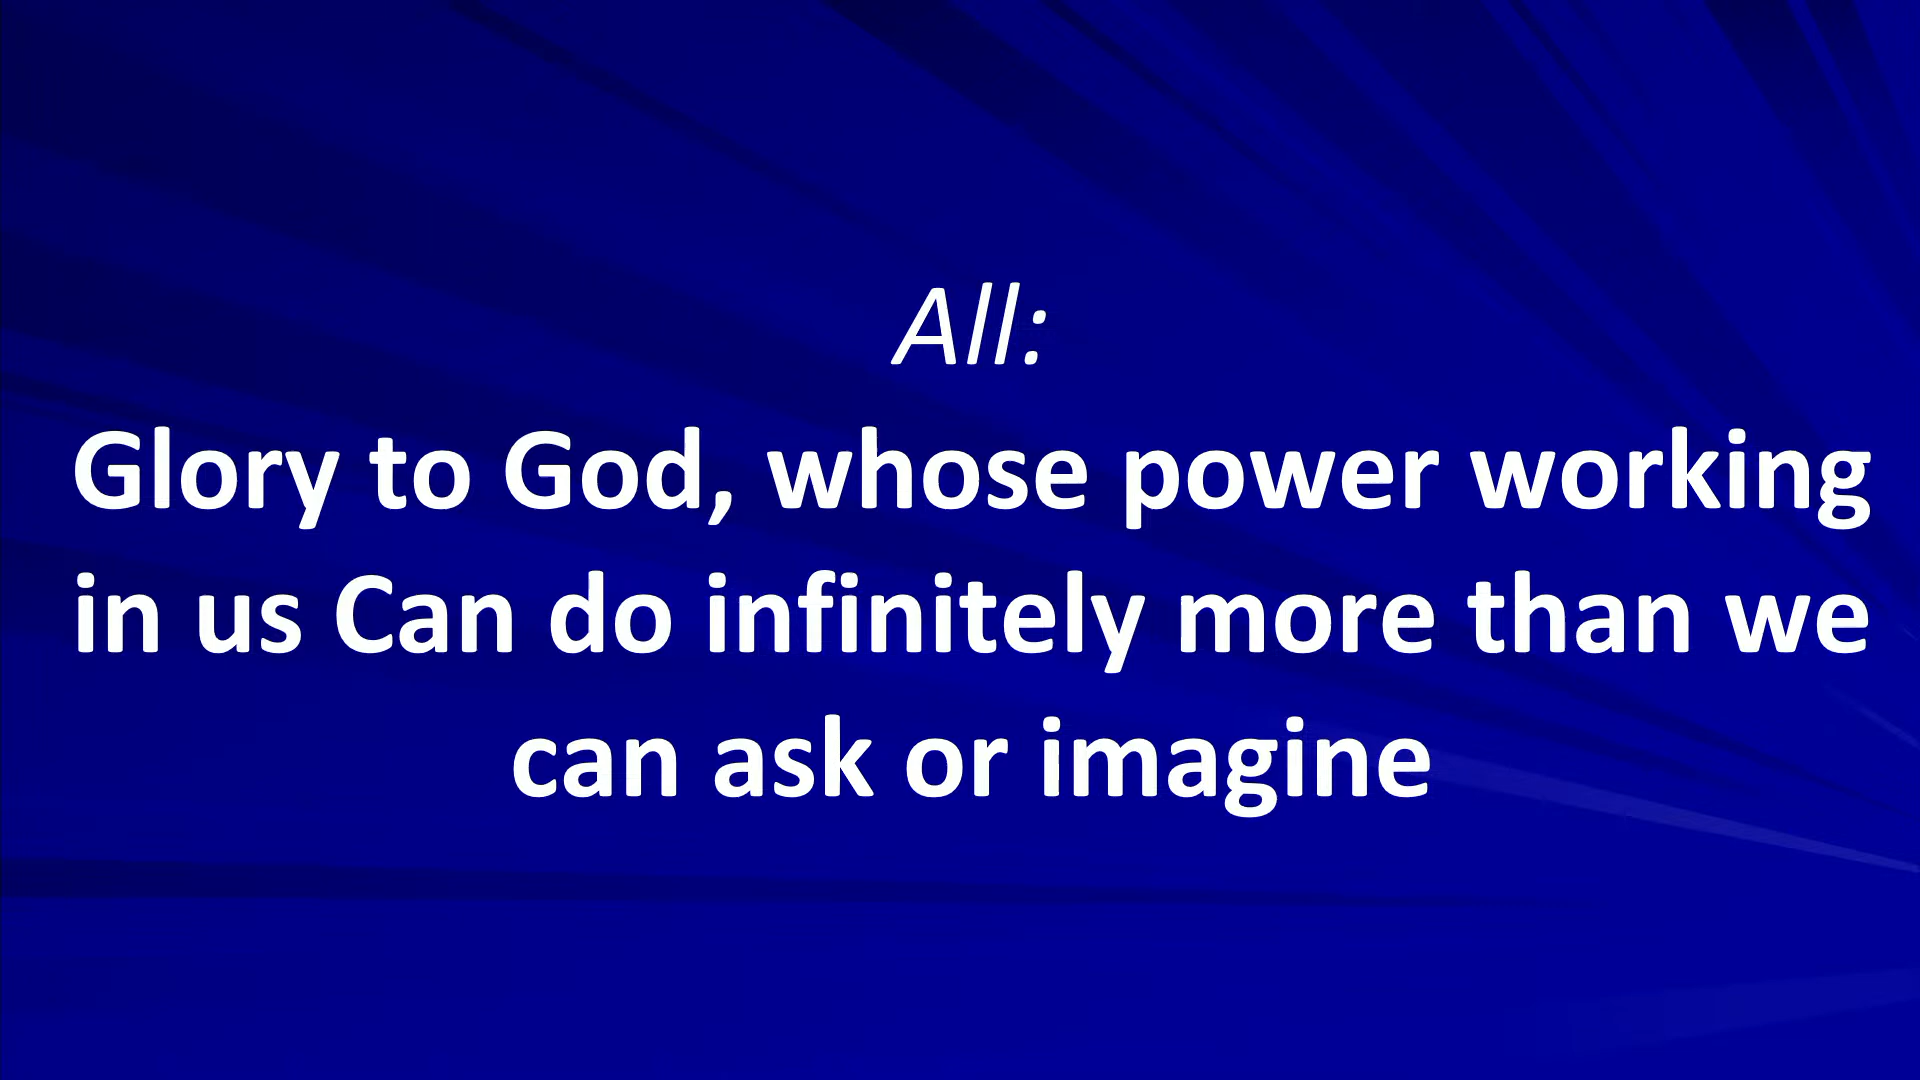 All:
Glory to God, whose power working
in us Can do infinitely more than we
can ask or imagine